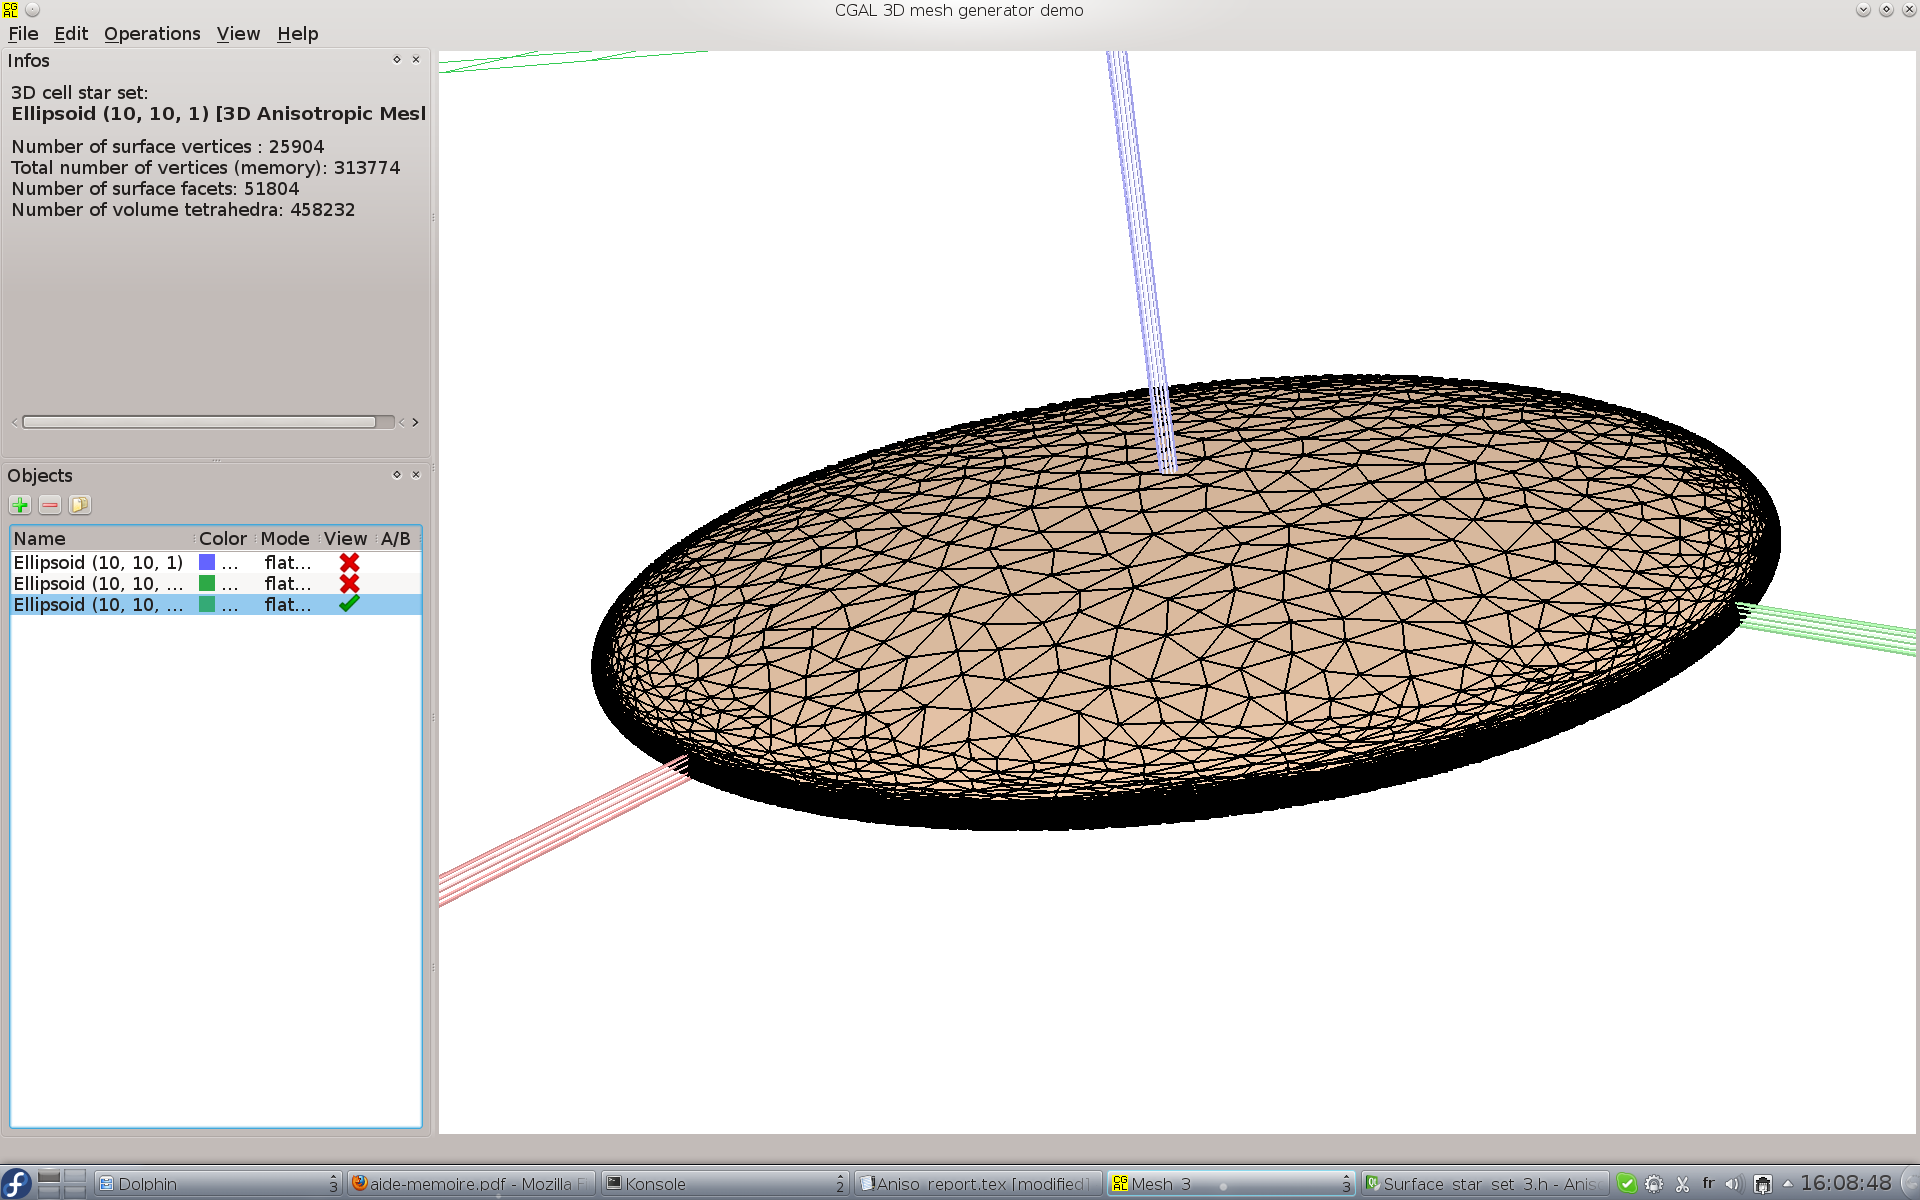 CGAL
CGAL 3D mesh generator demo
File Edit Operations View Help
Infos
3D cell star set:
Ellipsoid (10, 10, 1) [3D Anisotropic Mesl
Number of surface vertices : 25904
Total number of vertices (memory): 313774
Number of surface facets: 51804
Number of volume tetrahedra: 458232
Objects
Name Color Mode View A/B
Ellipsoid (10, 10, 1) ... flat...
Ellipsoid (10, 10, ... ... flat...
Ellipsoid (10, 10, ... ... flat...
Dolphin 3
aide-memoire.pdf - Mozilla F
Konsole 2
Aniso_report.tex [modified]
CGAL Mesh_3 3
Surface_star_set_3.h - Anis
fr
16:08:48